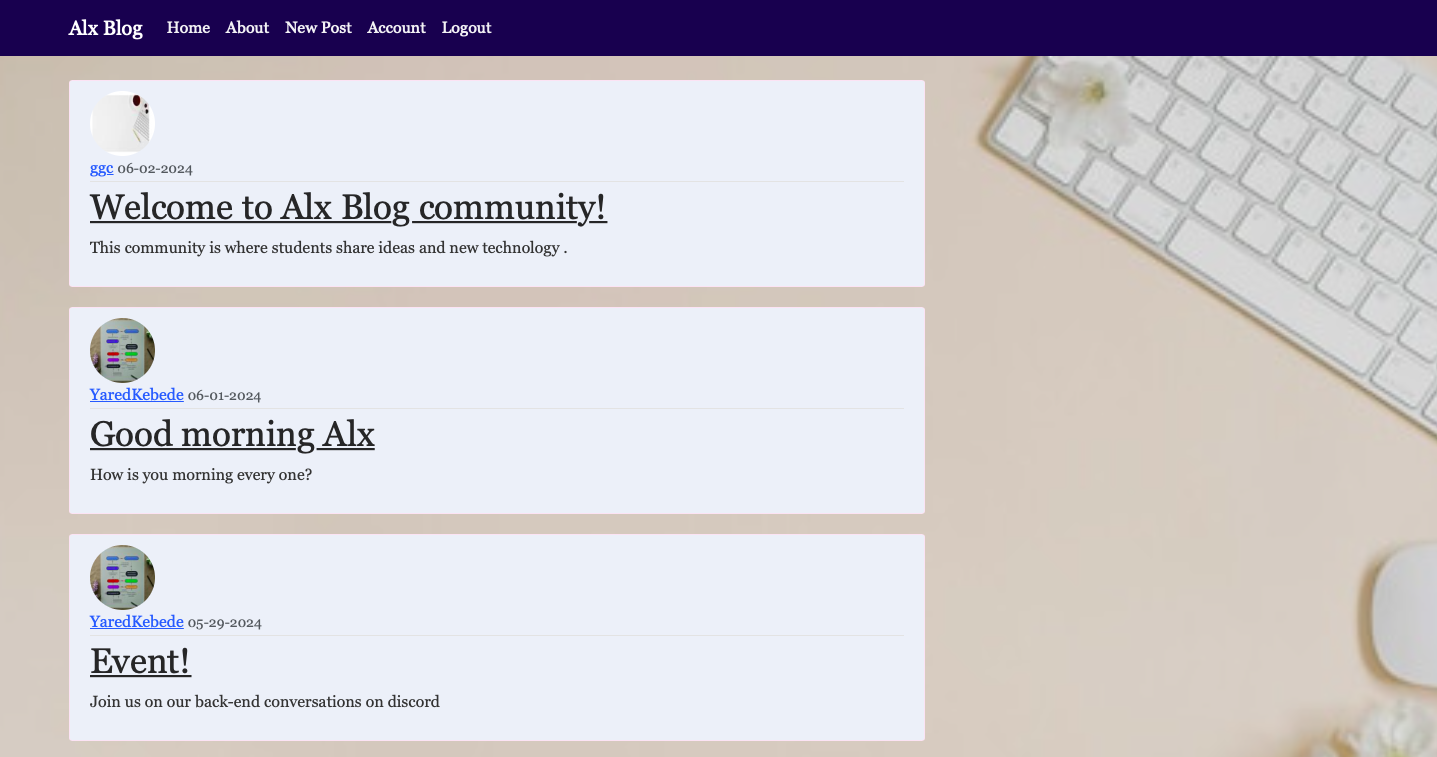 Alx Blog Home About New Post Account Logout
ggc 06-02-2024
Welcome to Alx Blog community!
This community is where students share ideas and new technology .
YaredKebede 06-01-2024
Good morning Alx
How is you morning every one?
YaredKebede 05-29-2024
Event!
Join us on our back-end conversations on discord